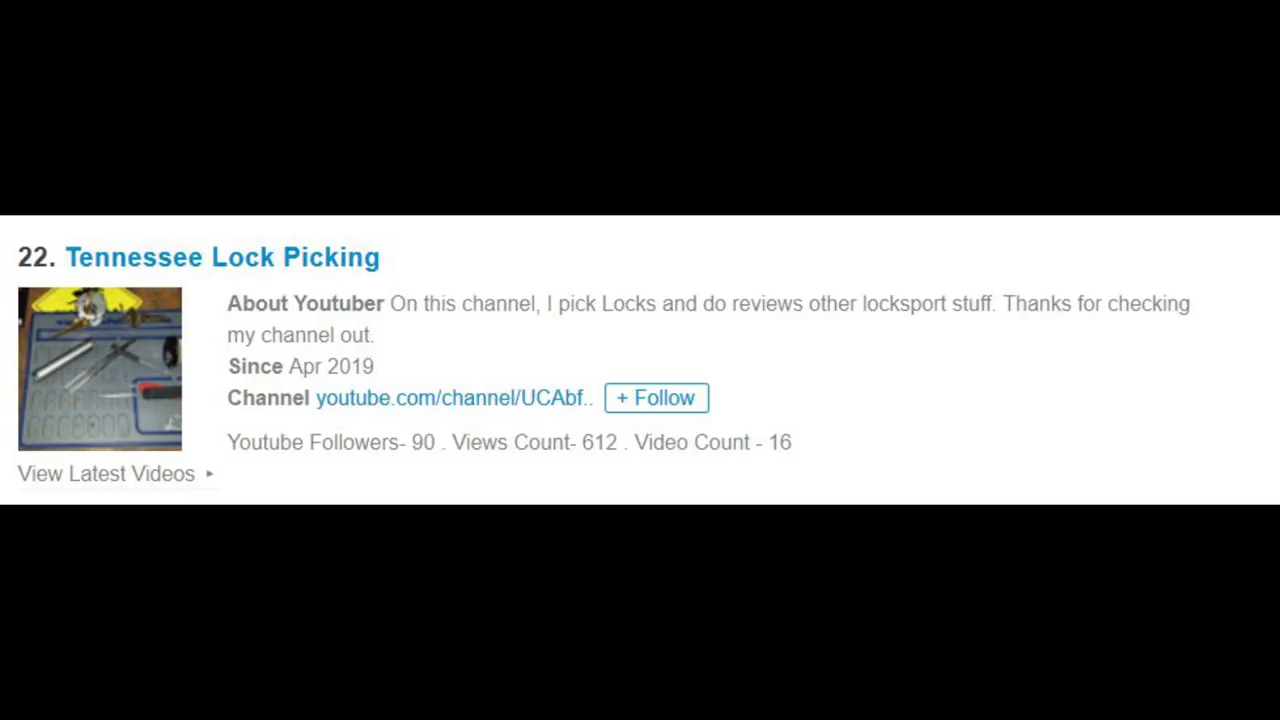 22. Tennessee Lock Picking
About Youtuber On this channel, I pick Locks and do reviews other locksport stuff. Thanks for checking
my channel out.
Since Apr 2019
Channel youtube.com/channel/UCAbf.. + Follow
Youtube Followers- 90 . Views Count- 612 . Video Count - 16
View Latest Videos ▸